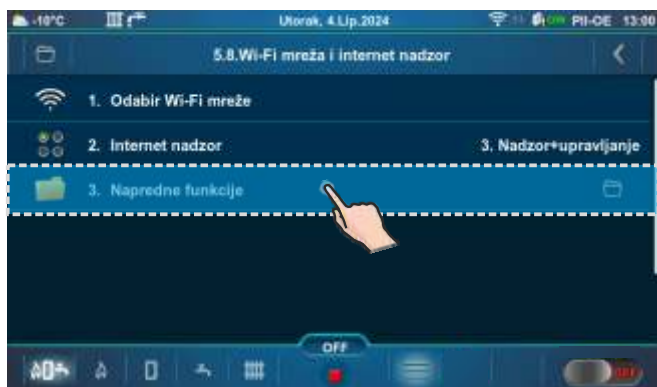 -10°C Utorak, 4.Lip.2024 PII-OE 13:00
5.8.Wi-Fi mreža i internet nadzor
1. Odabir Wi-Fi mreže
2. Internet nadzor 3. Nadzor+upravljanje
3. Napredne funkcije
OFF
OFF